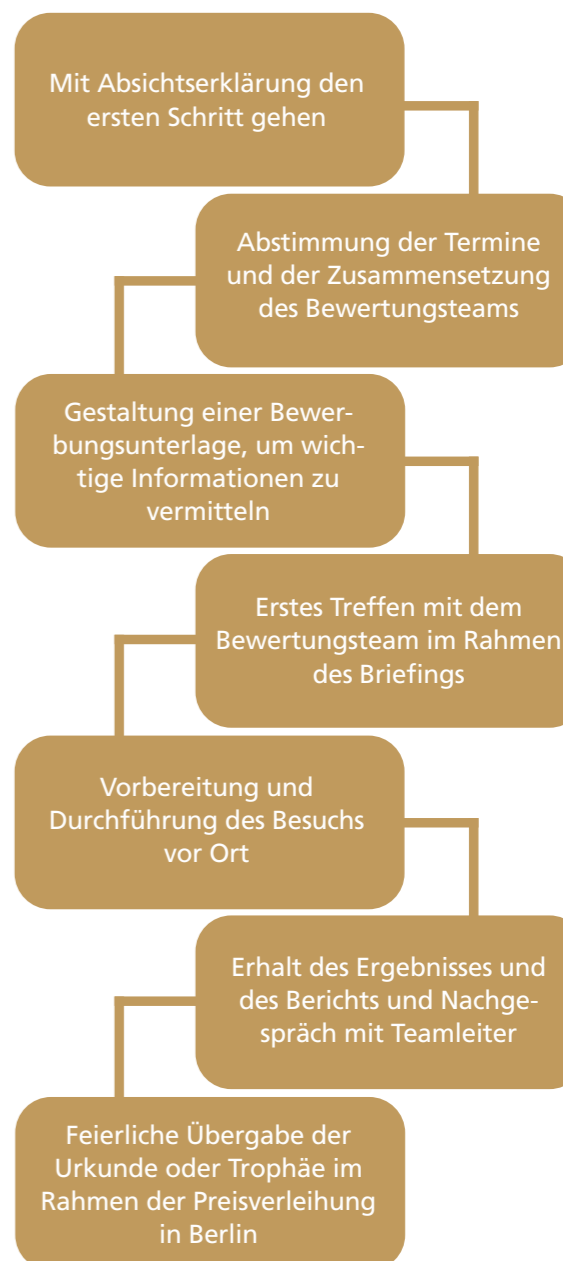 Mit Absichtserklärung den
ersten Schritt gehen
Abstimmung der Termine
und der Zusammensetzung
des Bewertungsteams
Gestaltung einer Bewer-
bungsunterlage, um wich-
tige Informationen zu
vermitteln
Erstes Treffen mit dem
Bewertungsteam im Rahmen
des Briefings
Vorbereitung und
Durchführung des Besuchs
vor Ort
Erhalt des Ergebnisses und
des Berichts und Nachge-
spräch mit Teamleiter
Feierliche Übergabe der
Urkunde oder Trophäe im
Rahmen der Preisverleihung
in Berlin